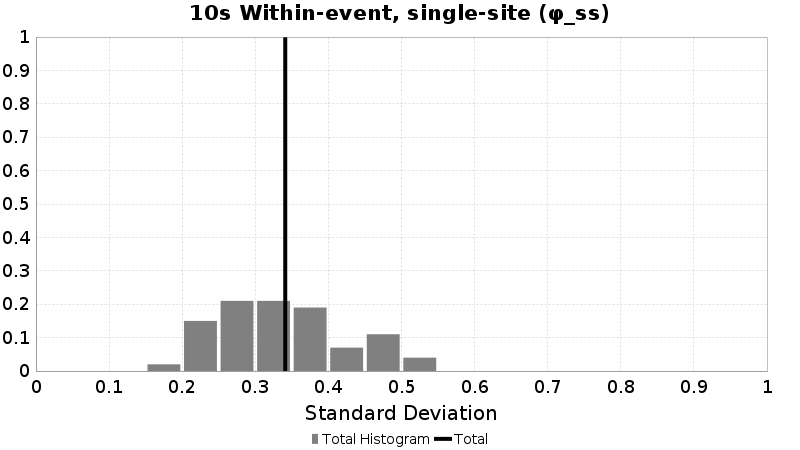 10s Within-event, single-site (φ_ss)
1
0.9
0.8
0.7
0.6
0.5
0.4
0.3
0.2
0.1
0
0 0.1 0.2 0.3 0.4 0.5 0.6 0.7 0.8 0.9 1
Standard Deviation
Total Histogram Total